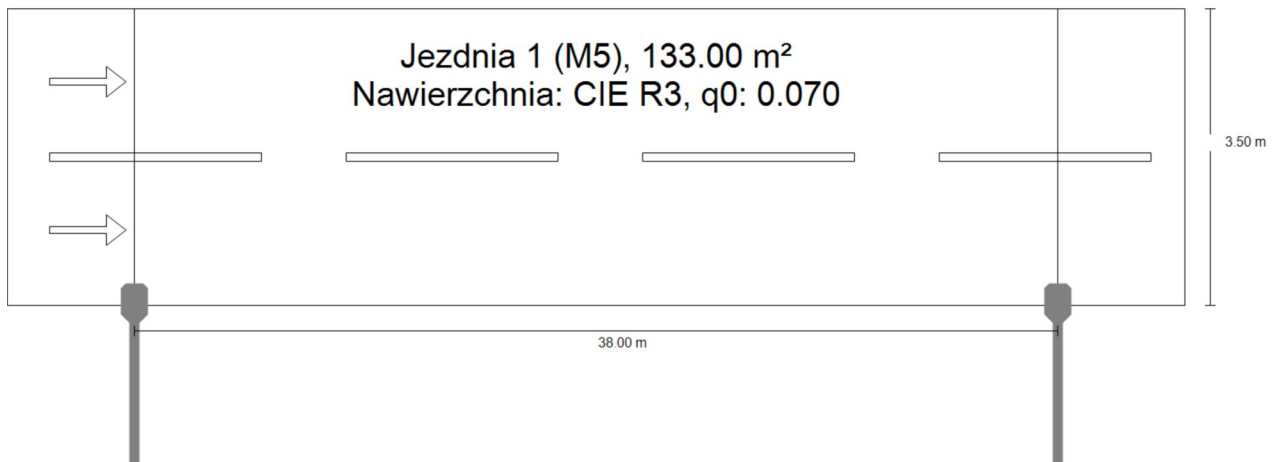 Jezdnia 1 (M5), 133.00 m²
Nawierzchnia: CIE R3, q0: 0.070
3.50 m
38.00 m